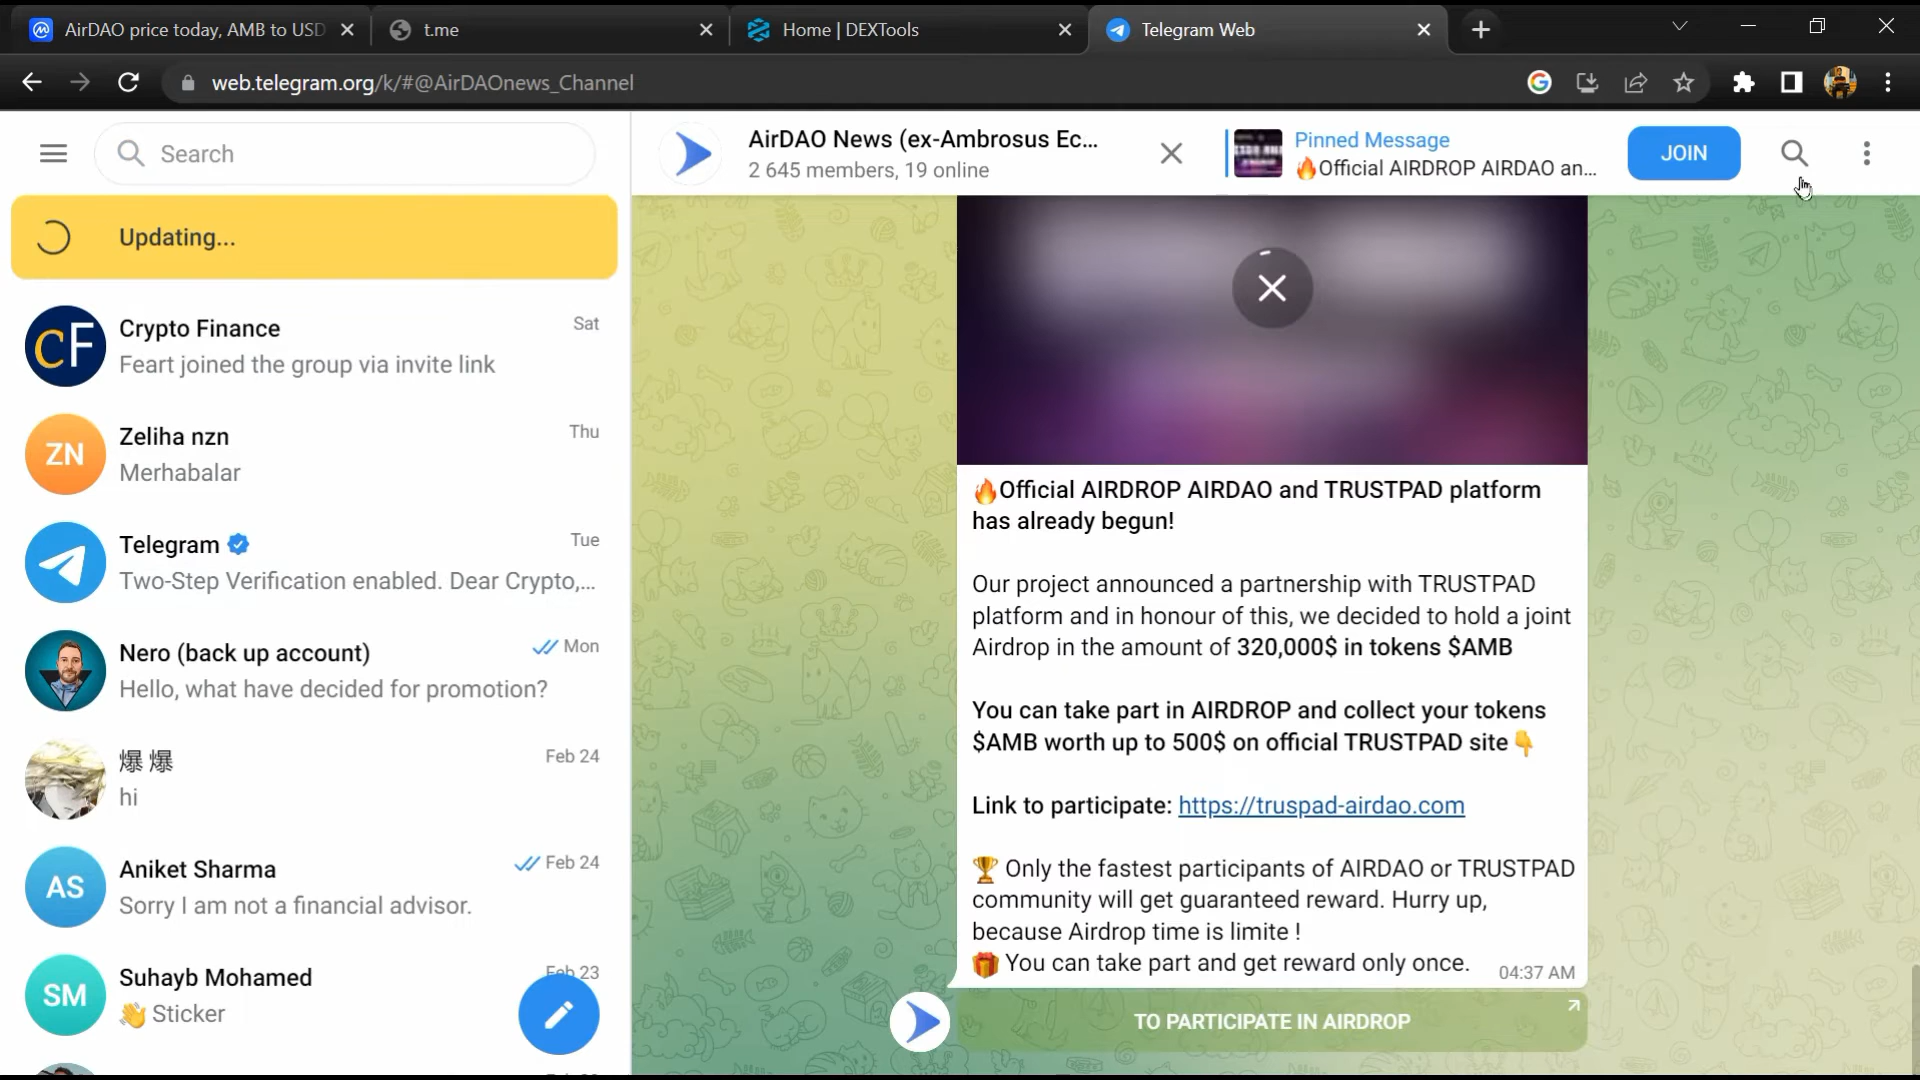 AirDAO price today, AMB to USD
t.me
Home | DEXTools
Telegram Web
web.telegram.org/k/#@AirDAOnews_Channel
Search
AirDAO News (ex-Ambrosus Ec...
2 645 members, 19 online
Pinned Message
🔥Official AIRDROP AIRDAO an...
JOIN
Updating...
CF
Crypto Finance
Sat
Feart joined the group via invite link
ZN
Zeliha nzn
Thu
Merhabalar
Telegram
Tue
Two-Step Verification enabled. Dear Crypto,...
Nero (back up account)
Mon
Hello, what have decided for promotion?
爆 爆
Feb 24
hi
AS
Aniket Sharma
Feb 24
Sorry I am not a financial advisor.
SM
Suhayb Mohamed
Feb 23
👋 Sticker
🔥Official AIRDROP AIRDAO and TRUSTPAD platform
has already begun!
Our project announced a partnership with TRUSTPAD
platform and in honour of this, we decided to hold a joint
Airdrop in the amount of 320,000$ in tokens $AMB
You can take part in AIRDROP and collect your tokens
$AMB worth up to 500$ on official TRUSTPAD site👇
Link to participate: https://truspad-airdao.com
🏆 Only the fastest participants of AIRDAO or TRUSTPAD
community will get guaranteed reward. Hurry up,
because Airdrop time is limite !
🎁 You can take part and get reward only once.
04:37 AM
TO PARTICIPATE IN AIRDROP